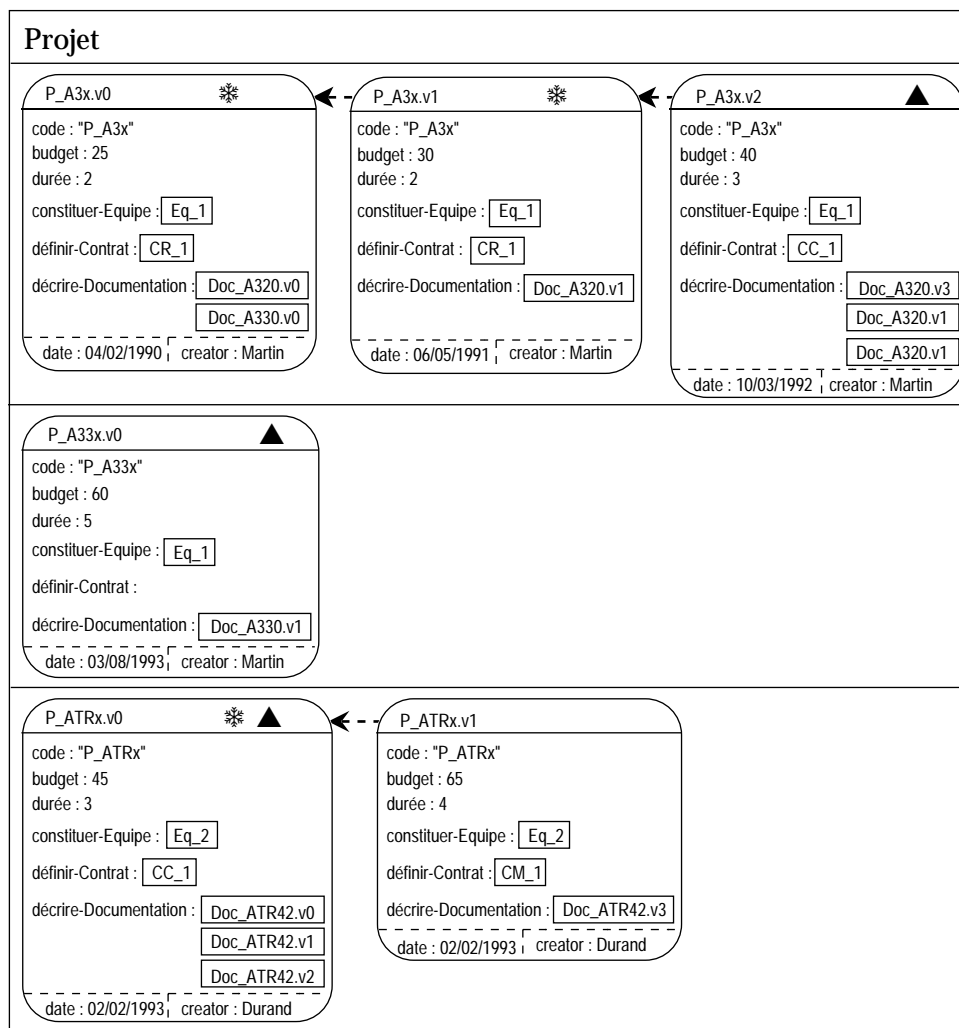 Projet
P_A3x.v0
code : "P_A3x"
budget : 25
durée : 2
constituer-Equipe : Eq_1
définir-Contrat : CR_1
décrire-Documentation : Doc_A320.v0
Doc_A330.v0
date : 04/02/1990 creator : Martin
P_A3x.v1
code : "P_A3x"
budget : 30
durée : 2
constituer-Equipe : Eq_1
définir-Contrat : CR_1
décrire-Documentation : Doc_A320.v1
date : 06/05/1991 creator : Martin
P_A3x.v2
code : "P_A3x"
budget : 40
durée : 3
constituer-Equipe : Eq_1
définir-Contrat : CC_1
décrire-Documentation : Doc_A320.v3
Doc_A320.v1
Doc_A320.v1
date : 10/03/1992 creator : Martin
P_A33x.v0
code : "P_A33x"
budget : 60
durée : 5
constituer-Equipe : Eq_1
définir-Contrat :
décrire-Documentation : Doc_A330.v1
date : 03/08/1993 creator : Martin
P_ATRx.v0
code : "P_ATRx"
budget : 45
durée : 3
constituer-Equipe : Eq_2
définir-Contrat : CC_1
décrire-Documentation : Doc_ATR42.v0
Doc_ATR42.v1
Doc_ATR42.v2
date : 02/02/1993 creator : Durand
P_ATRx.v1
code : "P_ATRx"
budget : 65
durée : 4
constituer-Equipe : Eq_2
définir-Contrat : CM_1
décrire-Documentation : Doc_ATR42.v3
date : 02/02/1993 creator : Durand